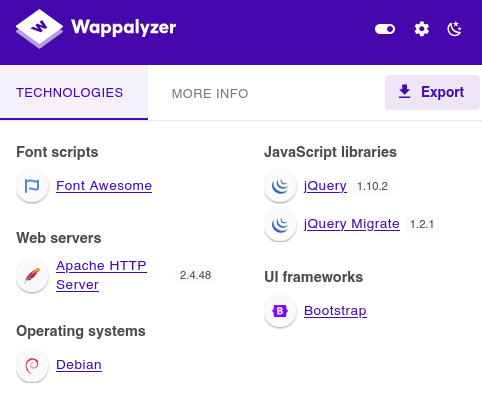 Wappalyzer
TECHNOLOGIES
MORE INFO
Export
Font scripts
Font Awesome
Web servers
Apache HTTP
Server
2.4.48
Operating systems
Debian
JavaScript libraries
jQuery 1.10.2
jQuery Migrate 1.2.1
UI frameworks
B Bootstrap